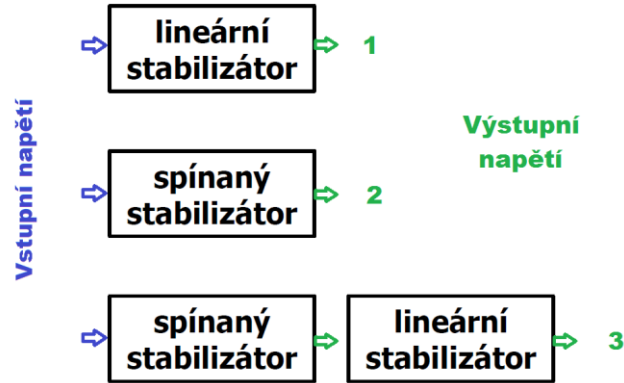 Vstupní napětí
lineární
stabilizátor
1
Výstupní
napětí
spínaný
stabilizátor
2
spínaný
stabilizátor
lineární
stabilizátor
3